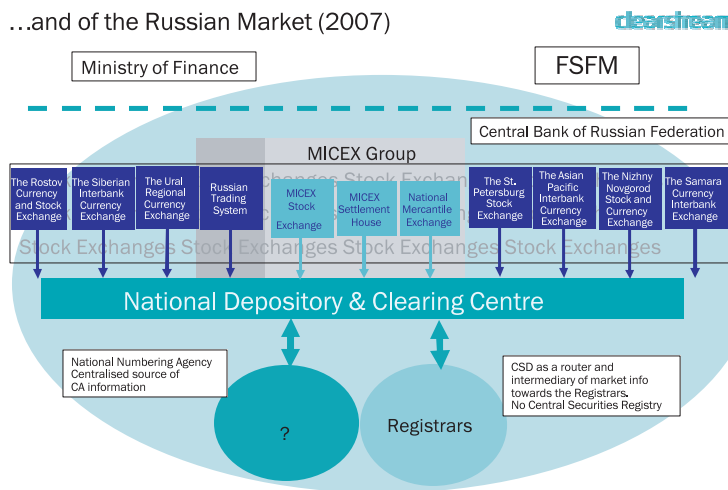 ...and of the Russian Market (2007)
clearstream
Ministry of Finance
FSFM
Central Bank of Russian Federation
MICEX Group
The Rostov
Currency
and Stock
Exchange
The Siberian
Interbank
Currency
Exchange
The Ural
Regional
Currency
Exchange
Russian
Trading
System
MICEX
Stock
Exchange
MICEX
Settlement
House
National
Mercantile
Exchange
The St.
Petersburg
Stock
Exchange
The Asian
Pacific
Interbank
Currency
Exchange
The Nizhny
Novgorod
Stock and
Currency
Exchange
The Samara
Currency
Interbank
Exchange
Stock Exchanges Stock Exchanges Stock Exchanges Stock Exchanges
National Depository & Clearing Centre
National Numbering Agency
Centralised source of
CA information
CSD as a router and
intermediary of market info
towards the Registrars.
No Central Securities Registry
?
Registrars